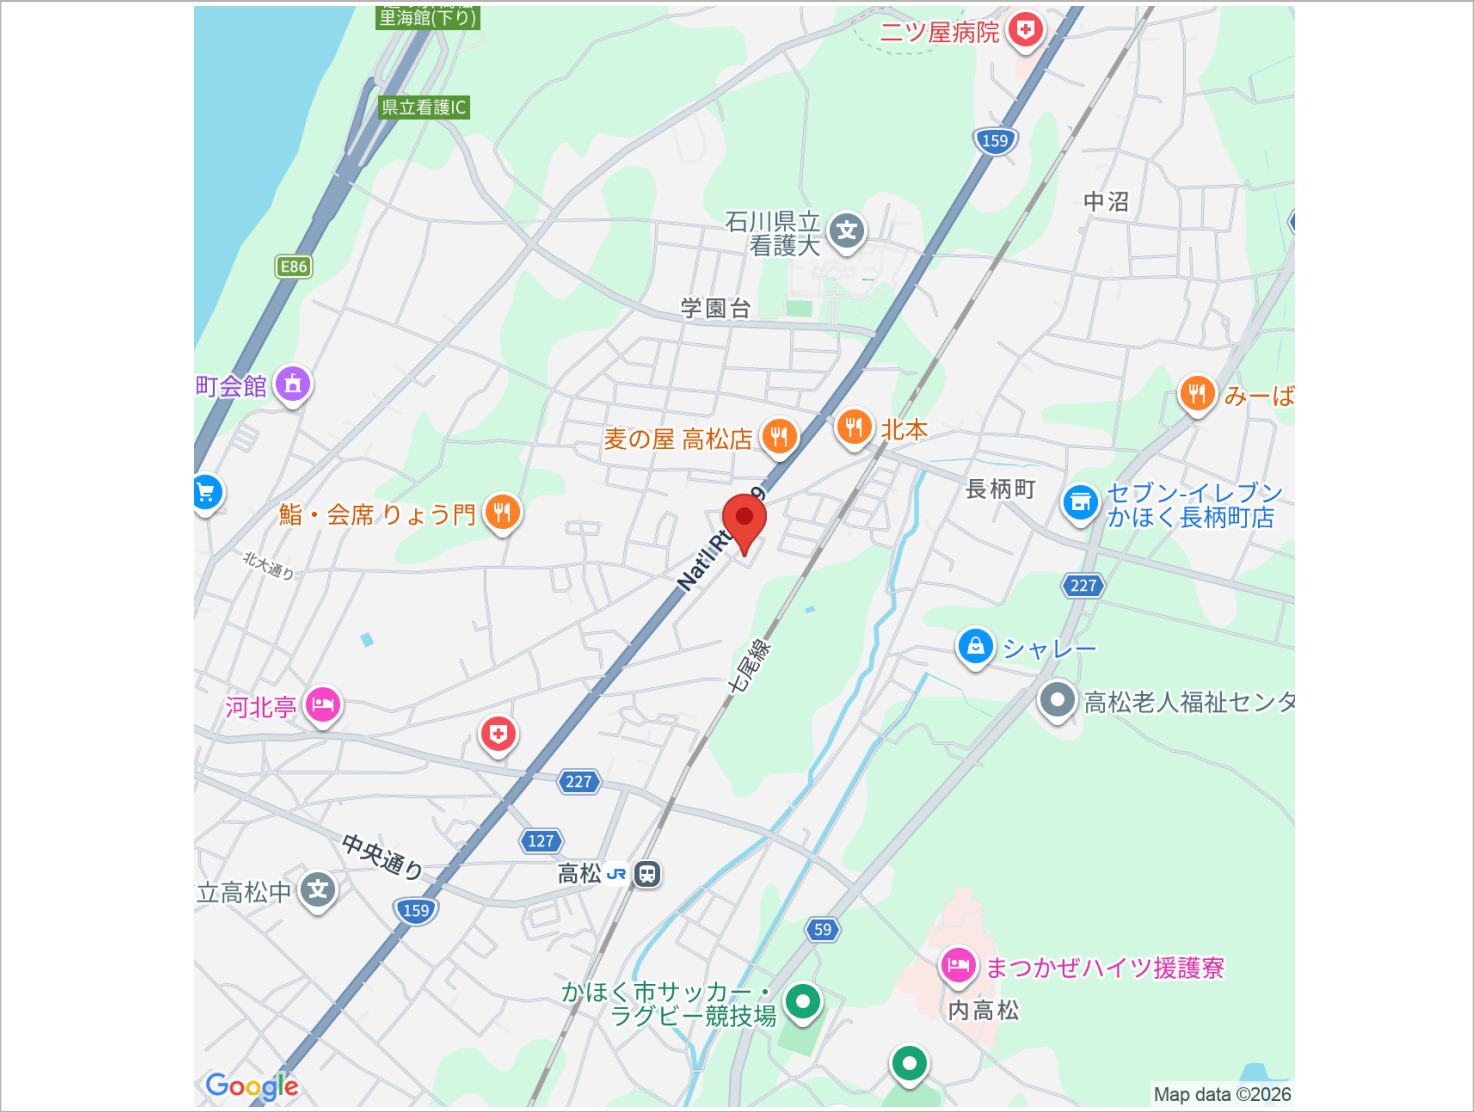 里海館(下り)
二ツ屋病院
県立看護IC
159
中沼
石川県立
看護大
E86
学園台
町会館
みーば
麦の屋 高松店
北本
長柄町
セブン-イレブン
かほく長柄町店
鮨・会席 りょう門
Nat'l Rt
9
北大通り
227
七尾線
シャレー
高松老人福祉センタ
河北亭
227
127
中央通り
高松 JR
立高松中
159
59
まつかぜハイツ援護寮
かほく市サッカー・
ラグビー競技場
内高松
Google
Map data ©2026